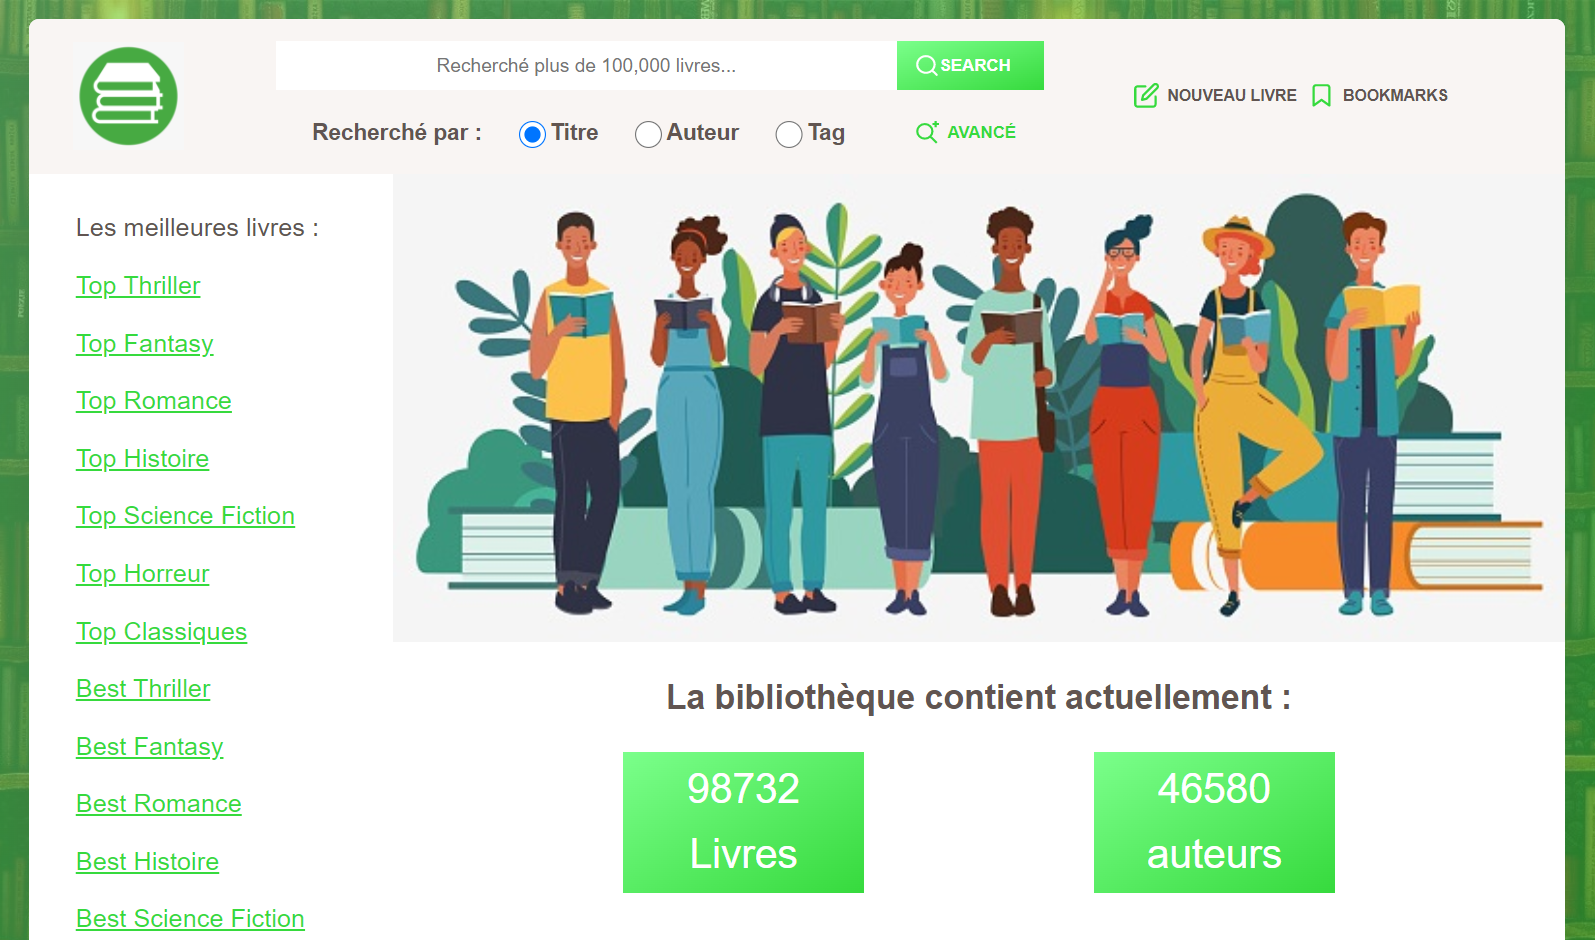 Recherché plus de 100,000 livres...
SEARCH
NOUVEAU LIVRE
BOOKMARKS
Recherché par :
Titre
Auteur
Tag
AVANCÉ
Les meilleures livres :
Top Thriller
Top Fantasy
Top Romance
Top Histoire
Top Science Fiction
Top Horreur
Top Classiques
Best Thriller
Best Fantasy
Best Romance
Best Histoire
Best Science Fiction
La bibliothèque contient actuellement :
98732
Livres
46580
auteurs